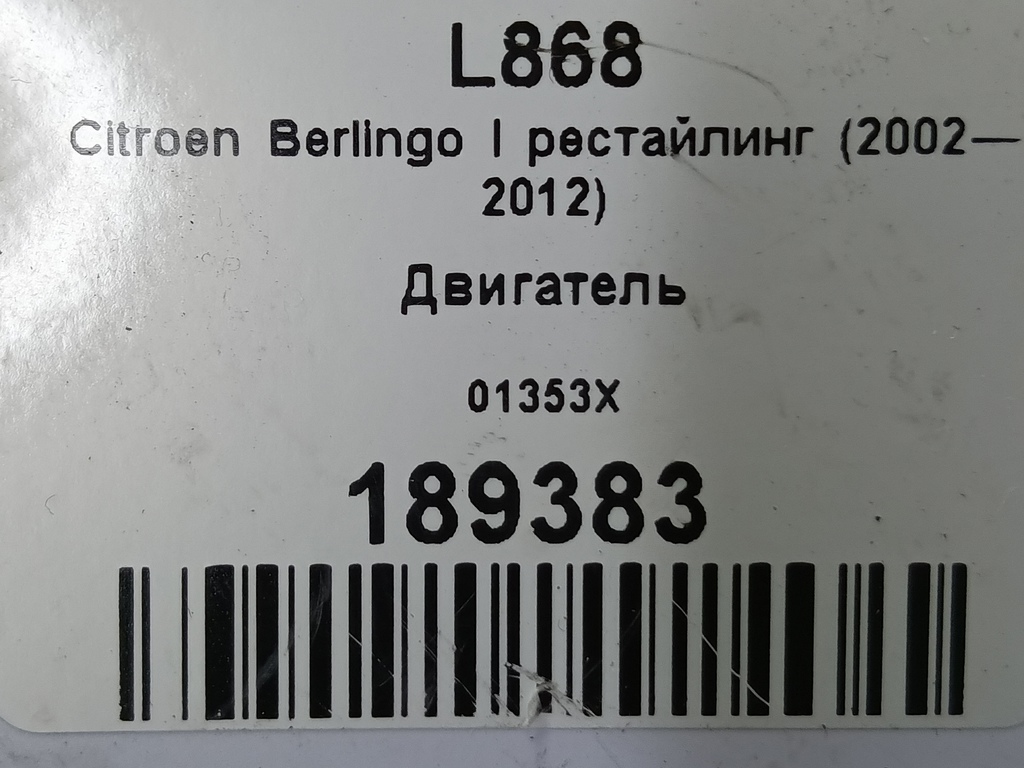 L868
Citroen Berlingo I рестайлинг (2002—
2012)
Двигатель
01353X
189383